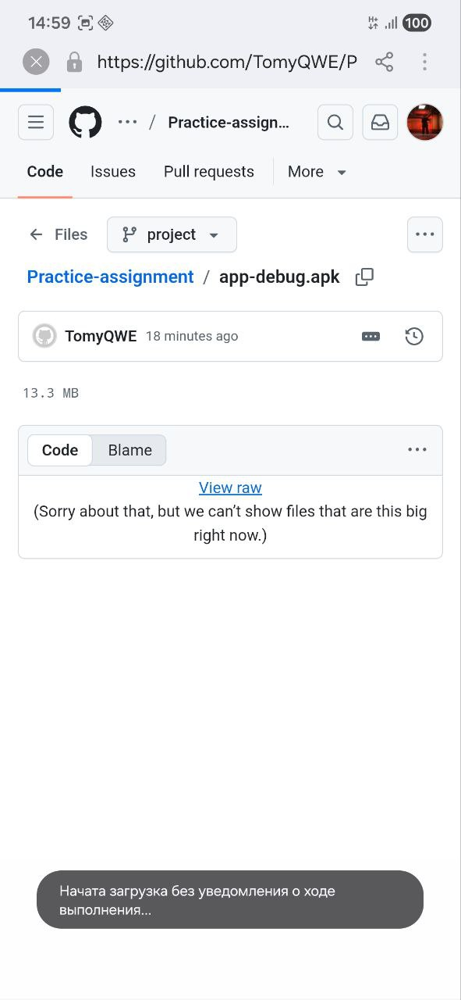 14:59
H+
100
https://github.com/TomyQWE/P
... / Practice-assign...
Code Issues Pull requests More
Files project
Practice-assignment / app-debug.apk
TomyQWE 18 minutes ago
13.3 MB
Code Blame
View raw
(Sorry about that, but we can’t show files that are this big
right now.)
Начата загрузка без уведомления о ходе
выполнения...